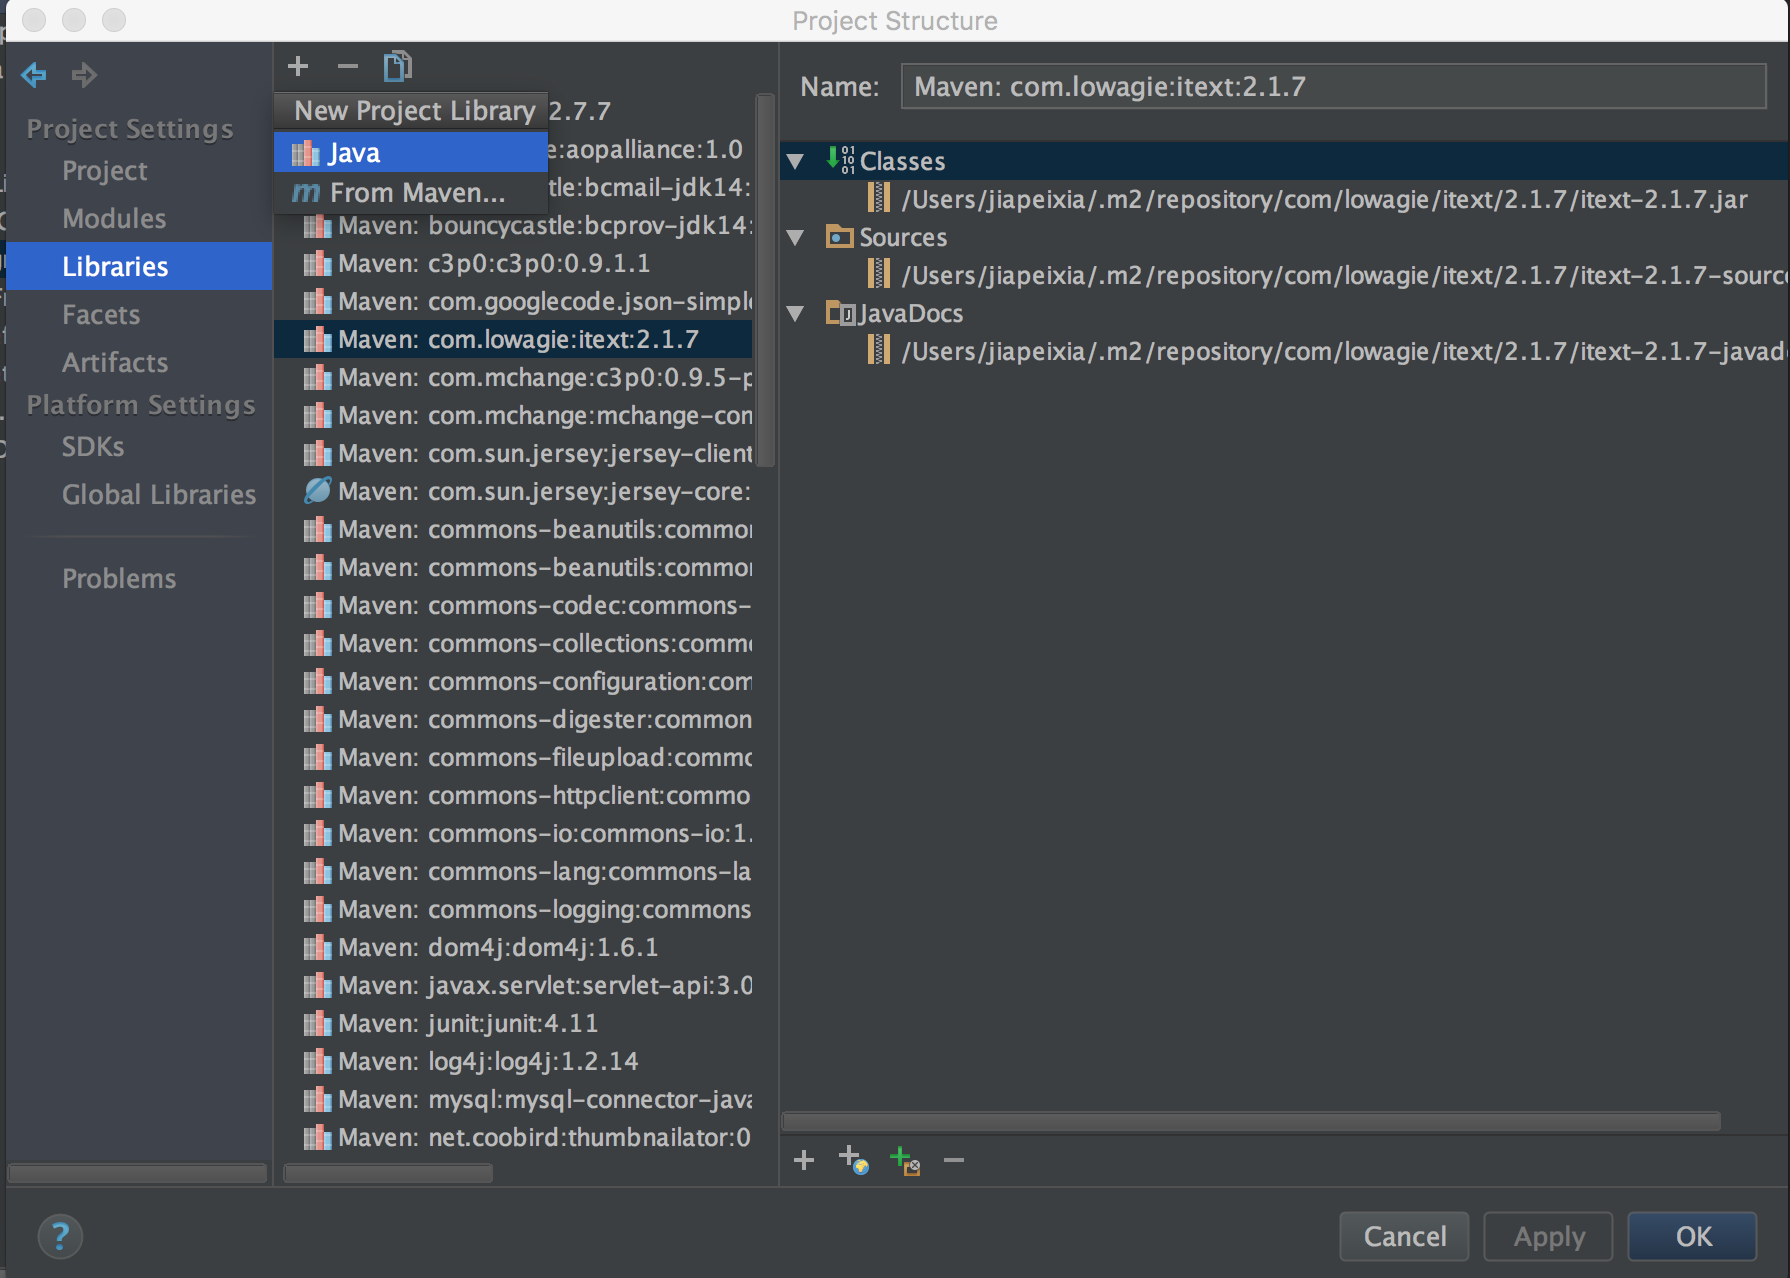 Project Structure
Project Settings
Project
Modules
Libraries
Facets
Artifacts
Platform Settings
SDKs
Global Libraries
Problems
New Project Library
Java
From Maven...
2.7.7
:aopalliance:1.0
tle:bcmail-jdk14:
Maven: bouncycastle:bcprov-jdk14:
Maven: c3p0:c3p0:0.9.1.1
Maven: com.googlecode.json-simple
Maven: com.lowagie:itext:2.1.7
Maven: com.mchange:c3p0:0.9.5-p
Maven: com.mchange:mchange-com
Maven: com.sun.jersey:jersey-client
Maven: com.sun.jersey:jersey-core:
Maven: commons-beanutils:common
Maven: commons-beanutils:common
Maven: commons-codec:commons-
Maven: commons-collections:commo
Maven: commons-configuration:com
Maven: commons-digester:common
Maven: commons-fileupload:commo
Maven: commons-httpclient:commo
Maven: commons-io:commons-io:1.
Maven: commons-lang:commons-la
Maven: commons-logging:commons
Maven: dom4j:dom4j:1.6.1
Maven: javax.servlet:servlet-api:3.0
Maven: junit:junit:4.11
Maven: log4j:log4j:1.2.14
Maven: mysql:mysql-connector-java
Maven: net.coobird:thumbnailator:0
Name: Maven: com.lowagie:itext:2.1.7
Classes
/Users/jiapeixia/.m2/repository/com/lowagie/itext/2.1.7/itext-2.1.7.jar
Sources
/Users/jiapeixia/.m2/repository/com/lowagie/itext/2.1.7/itext-2.1.7-sourc
JavaDocs
/Users/jiapeixia/.m2/repository/com/lowagie/itext/2.1.7/itext-2.1.7-javad
?
Cancel
Apply
OK